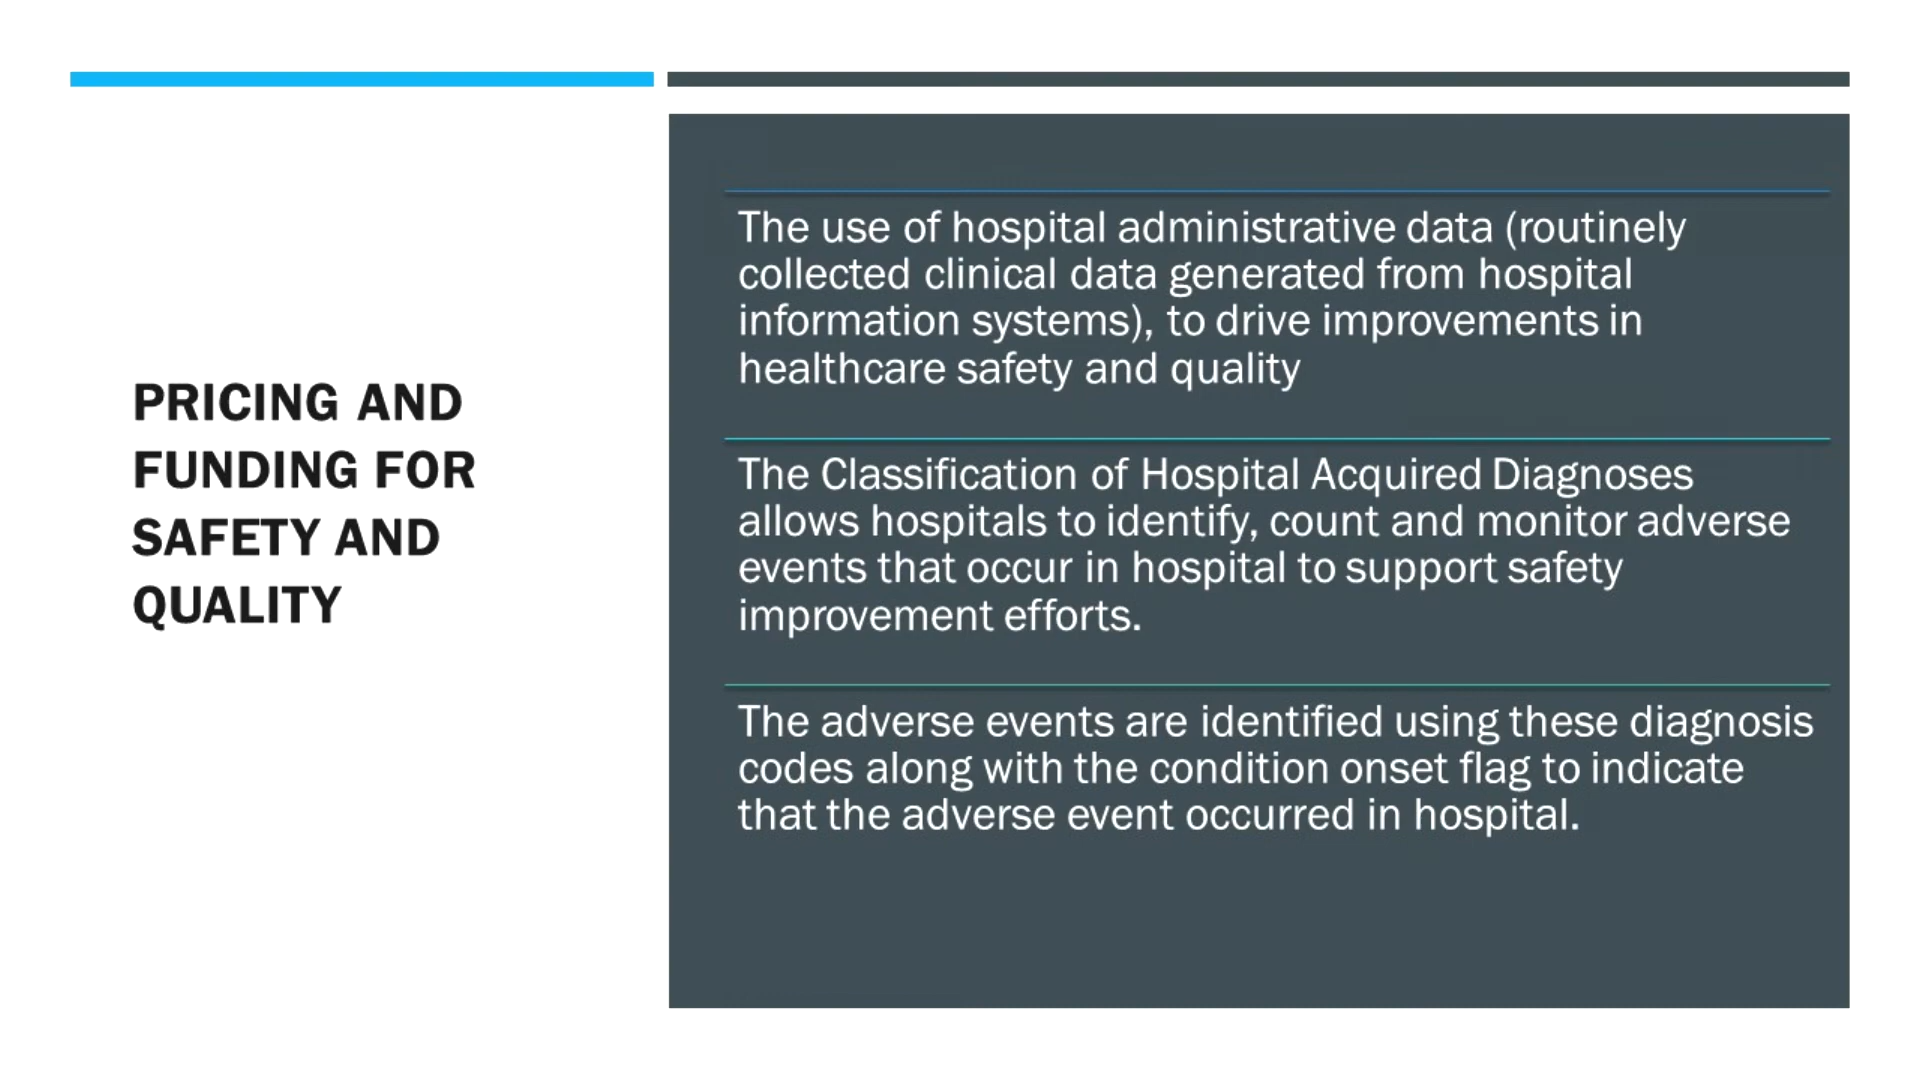 PRICING AND
FUNDING FOR
SAFETY AND
QUALITY
The use of hospital administrative data (routinely
collected clinical data generated from hospital
information systems), to drive improvements in
healthcare safety and quality
The Classification of Hospital Acquired Diagnoses
allows hospitals to identify, count and monitor adverse
events that occur in hospital to support safety
improvement efforts.
The adverse events are identified using these diagnosis
codes along with the condition onset flag to indicate
that the adverse event occurred in hospital.